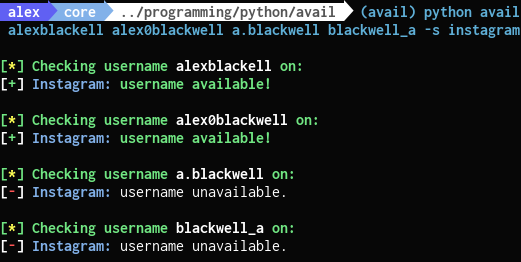 alex core ../programming/python/avail (avail) python avail
alexblackell alex0blackwell a.blackwell blackwell_a -s instagram
[*] Checking username alexblackell on:
[+] Instagram: username available!
[*] Checking username alex0blackwell on:
[+] Instagram: username available!
[*] Checking username a.blackwell on:
[-] Instagram: username unavailable.
[*] Checking username blackwell_a on:
[-] Instagram: username unavailable.